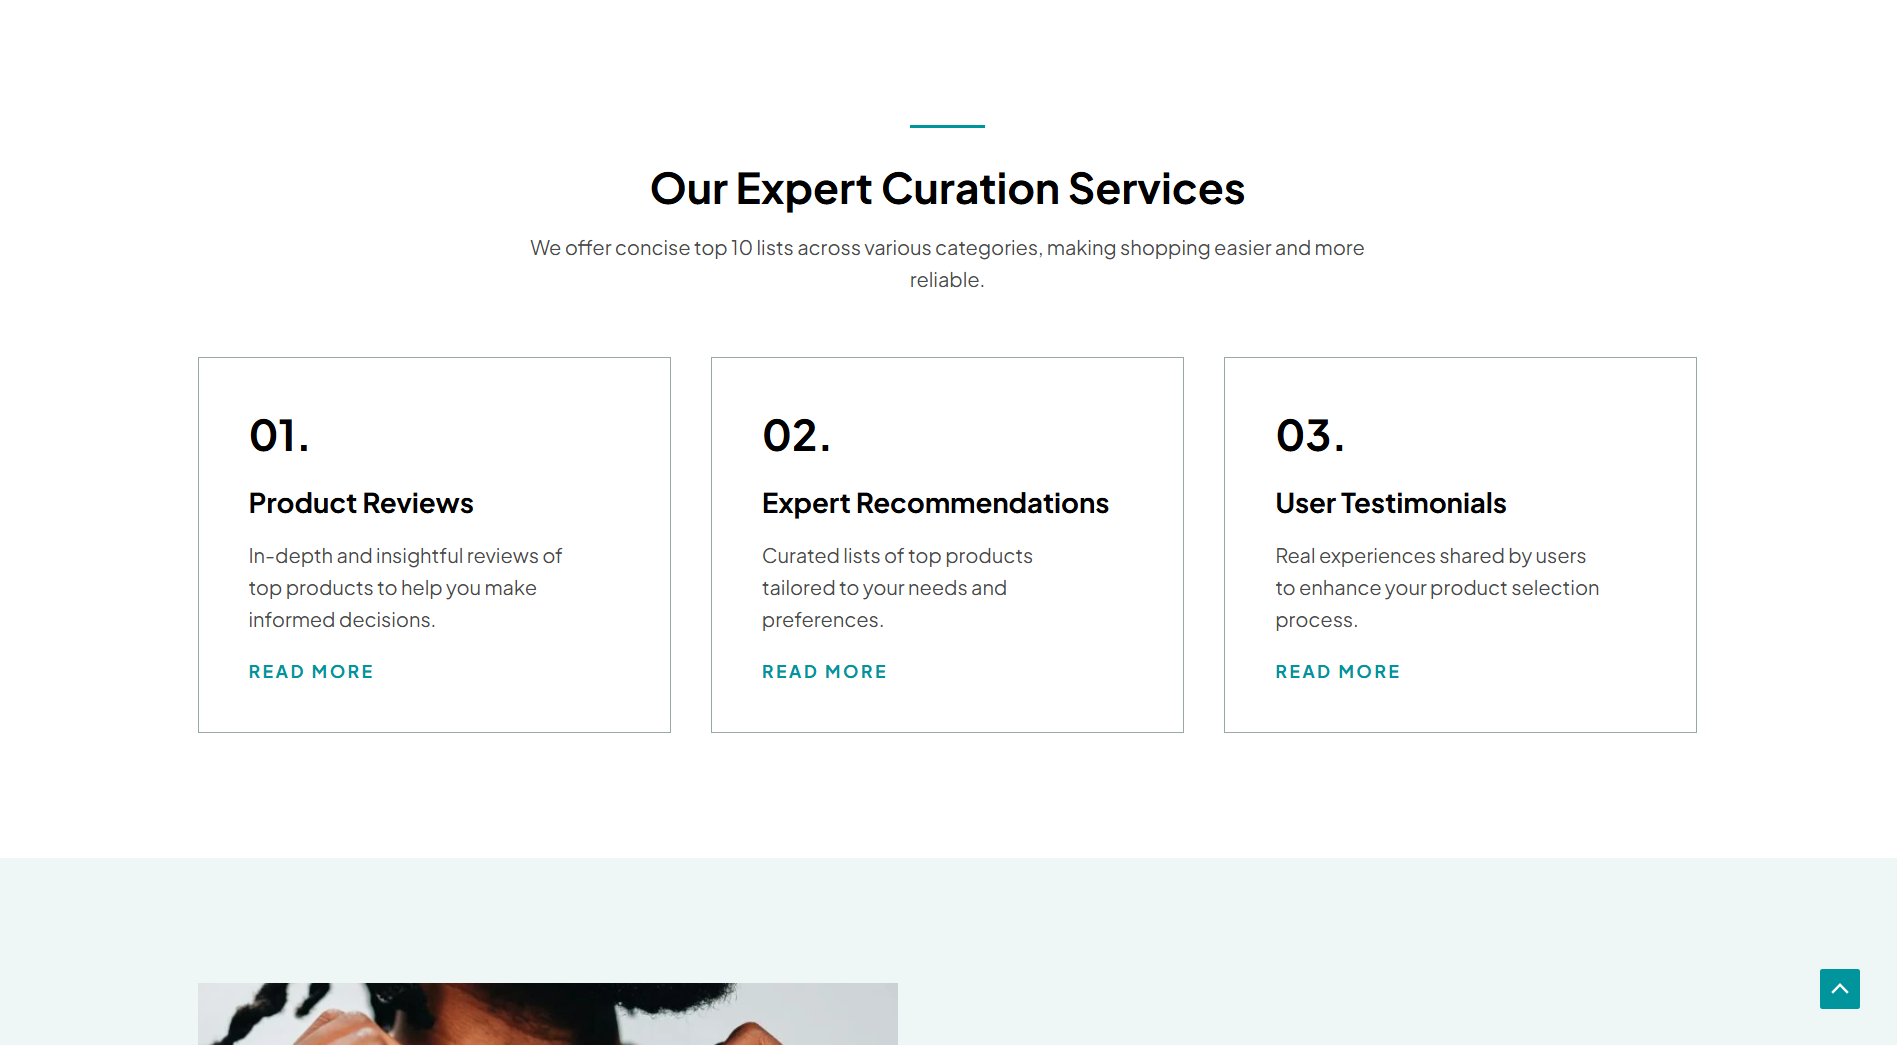 Our Expert Curation Services
We offer concise top 10 lists across various categories, making shopping easier and more
reliable.
01.
Product Reviews
In-depth and insightful reviews of
top products to help you make
informed decisions.
READ MORE
02.
Expert Recommendations
Curated lists of top products
tailored to your needs and
preferences.
READ MORE
03.
User Testimonials
Real experiences shared by users
to enhance your product selection
process.
READ MORE